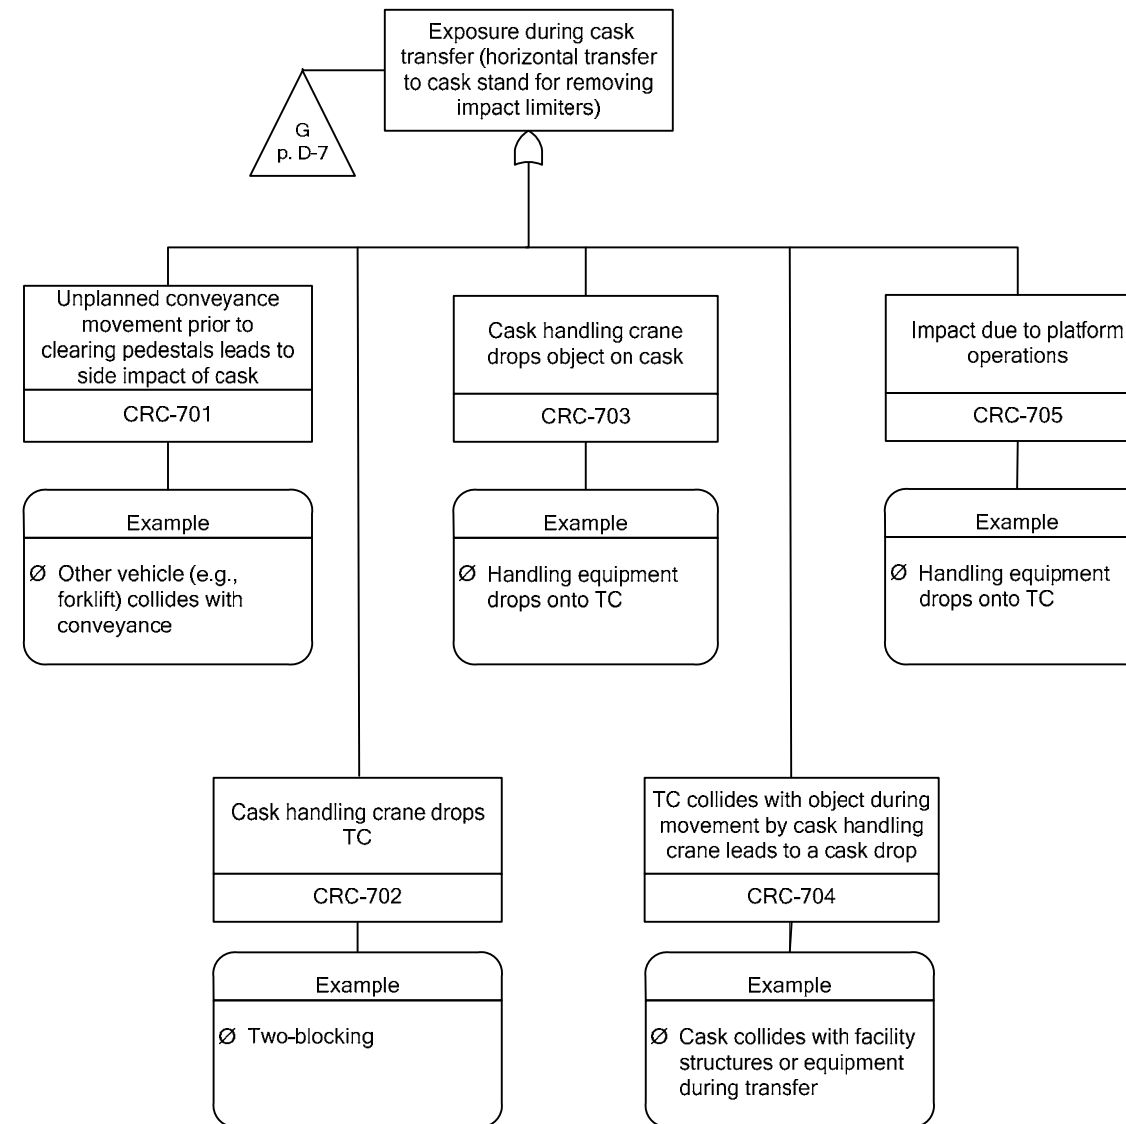 Exposure during cask
transfer (horizontal transfer
to cask stand for removing
impact limiters)
G
p. D-7
Unplanned conveyance
movement prior to
clearing pedestals leads to
side impact of cask
CRC-701
Example
Ø Other vehicle (e.g.,
forklift) collides with
conveyance
Cask handling crane
drops object on cask
CRC-703
Example
Ø Handling equipment
drops onto TC
Impact due to platform
operations
CRC-705
Example
Ø Handling equipment
drops onto TC
Cask handling crane drops
TC
CRC-702
Example
Ø Two-blocking
TC collides with object during
movement by cask handling
crane leads to a cask drop
CRC-704
Example
Ø Cask collides with facility
structures or equipment
during transfer